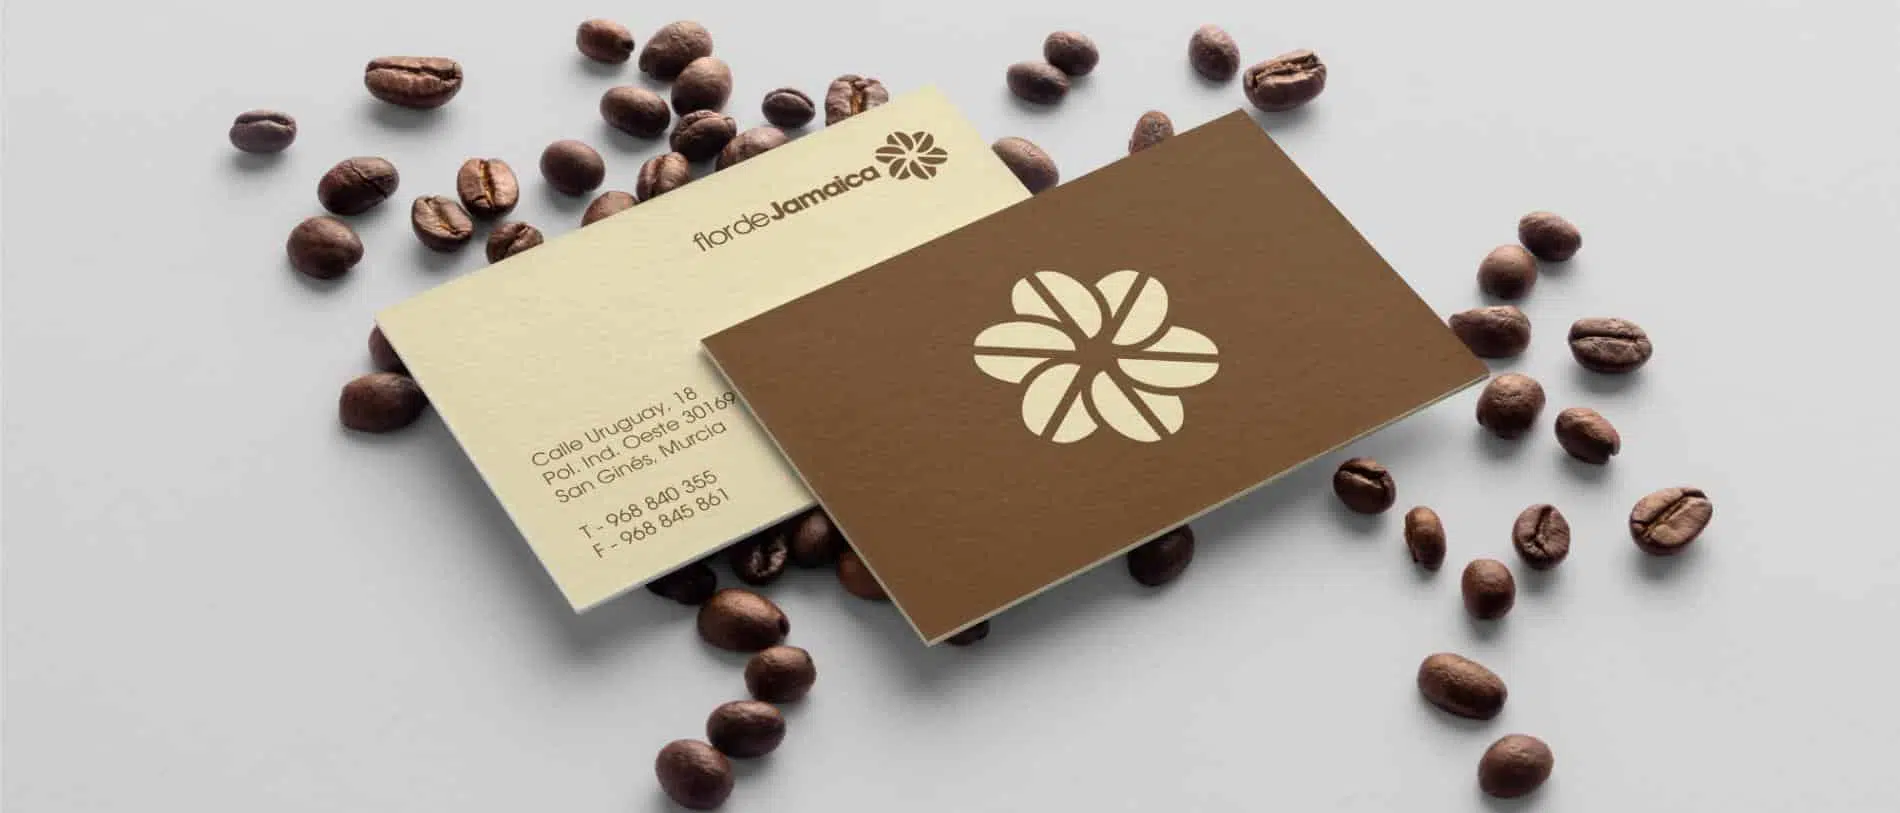 flordeJamaica
Calle Uruguay, 18
Pol. Ind. Oeste 30169
San Ginés, Murcia
T - 968 840 355
F - 968 845 861